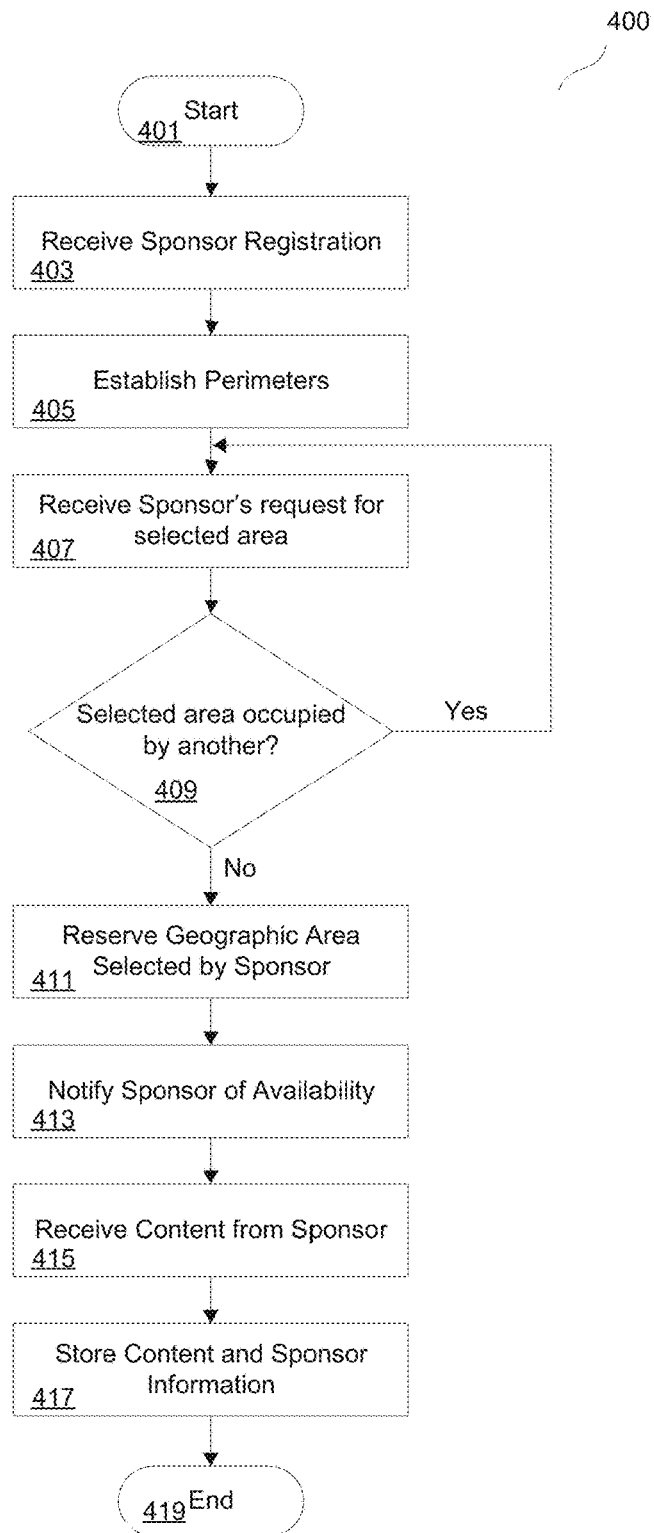 400
Start
401
Receive Sponsor Registration
403
Establish Perimeters
405
Receive Sponsor's request for
selected area
407
Selected area occupied
by another?
409
Yes
No
Reserve Geographic Area
Selected by Sponsor
411
Notify Sponsor of Availability
413
Receive Content from Sponsor
415
Store Content and Sponsor
Information
417
End
419